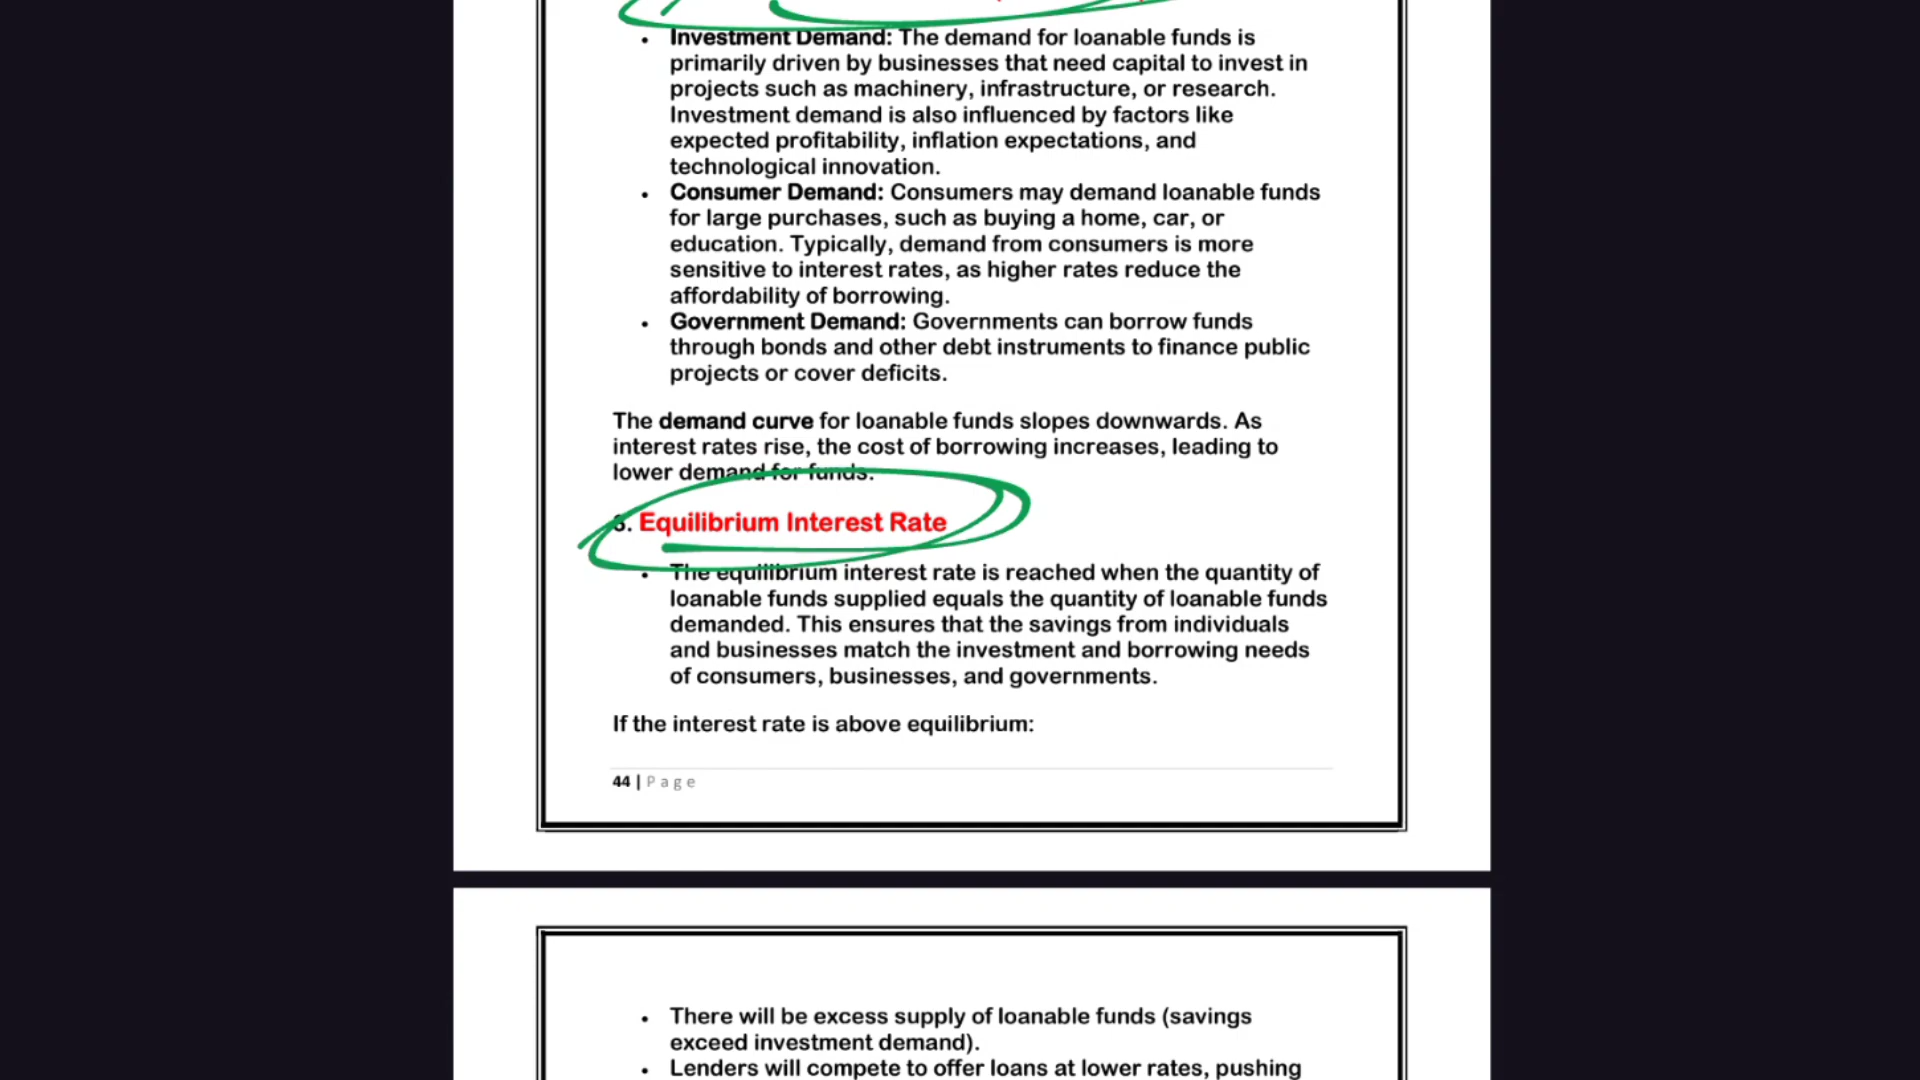 • Investment Demand: The demand for loanable funds is
primarily driven by businesses that need capital to invest in
projects such as machinery, infrastructure, or research.
Investment demand is also influenced by factors like
expected profitability, inflation expectations, and
technological innovation.
• Consumer Demand: Consumers may demand loanable funds
for large purchases, such as buying a home, car, or
education. Typically, demand from consumers is more
sensitive to interest rates, as higher rates reduce the
affordability of borrowing.
• Government Demand: Governments can borrow funds
through bonds and other debt instruments to finance public
projects or cover deficits.
The demand curve for loanable funds slopes downwards. As
interest rates rise, the cost of borrowing increases, leading to
lower demand for funds.
3. Equilibrium Interest Rate
• The equilibrium interest rate is reached when the quantity of
loanable funds supplied equals the quantity of loanable funds
demanded. This ensures that the savings from individuals
and businesses match the investment and borrowing needs
of consumers, businesses, and governments.
If the interest rate is above equilibrium:
44 | Page
• There will be excess supply of loanable funds (savings
exceed investment demand).
• Lenders will compete to offer loans at lower rates, pushing